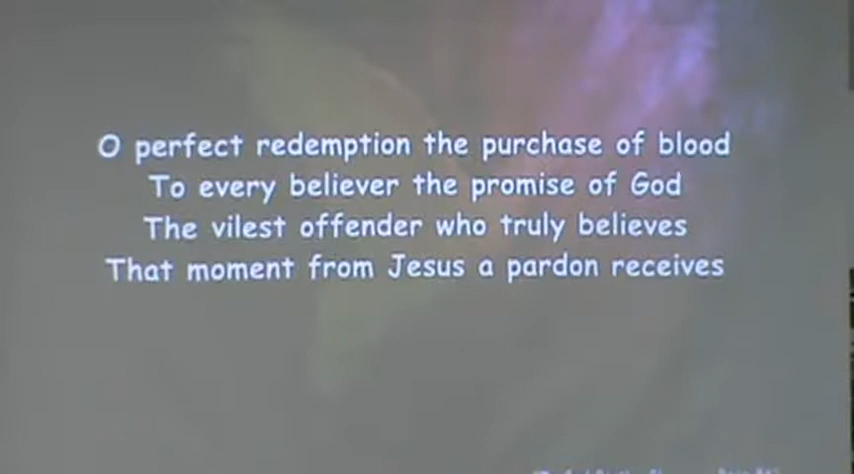 O perfect redemption the purchase of blood
To every believer the promise of God
The vilest offender who truly believes
That moment from Jesus a pardon receives